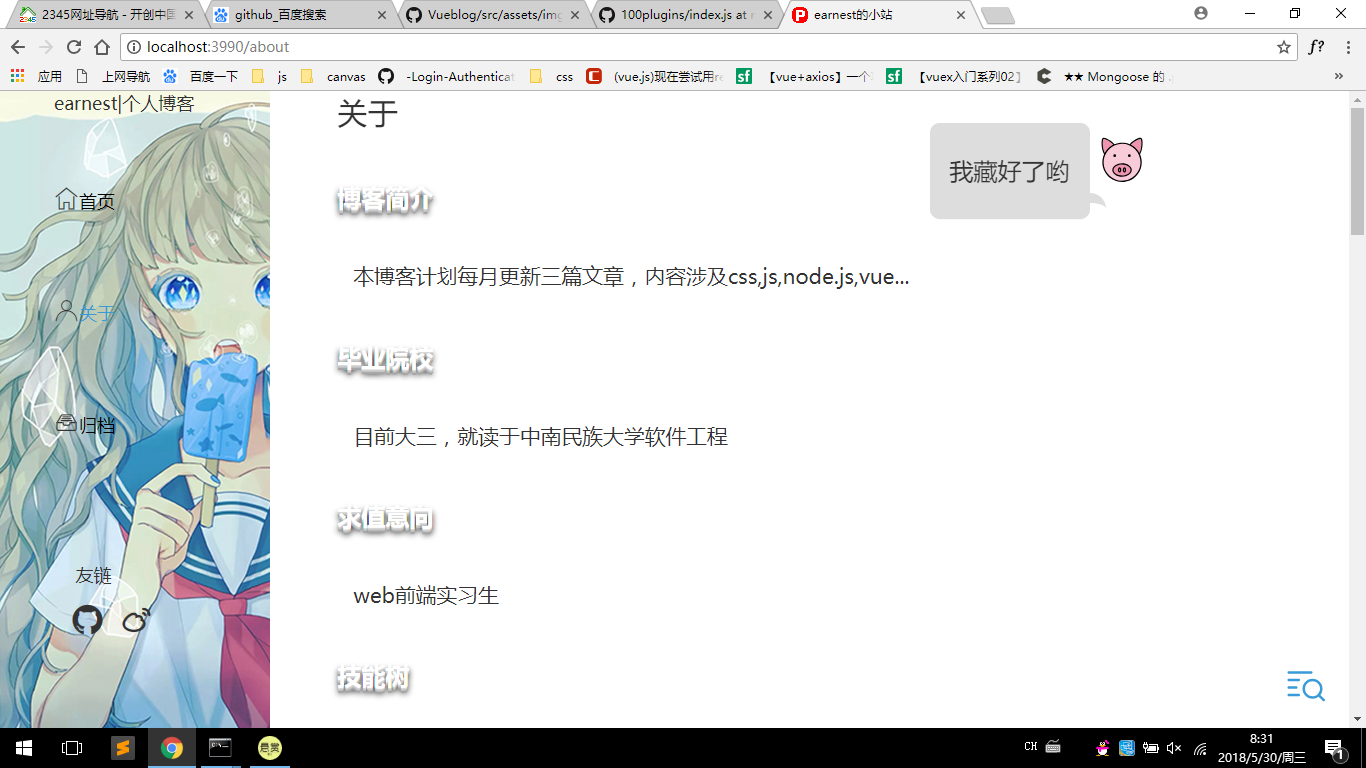 2345网址导航 - 开创中国
github_百度搜索
Vueblog/src/assets/img
100plugins/index.js at
earnest的小站
localhost:3990/about
f?
应用
上网导航
百度一下
js
canvas
-Login-Authenticat
css
(vue.js)现在尝试用re
【vue+axios】一个
【vuex入门系列02】
★★ Mongoose 的
»
earnest|个人博客
首页
关于
归档
友链
关于
我藏好了哟
博客简介
本博客计划每月更新三篇文章，内容涉及css,js,node.js,vue...
毕业院校
目前大三，就读于中南民族大学软件工程
求值意向
web前端实习生
技能树
悬赏
CH
8:31
2018/5/30/周三
1